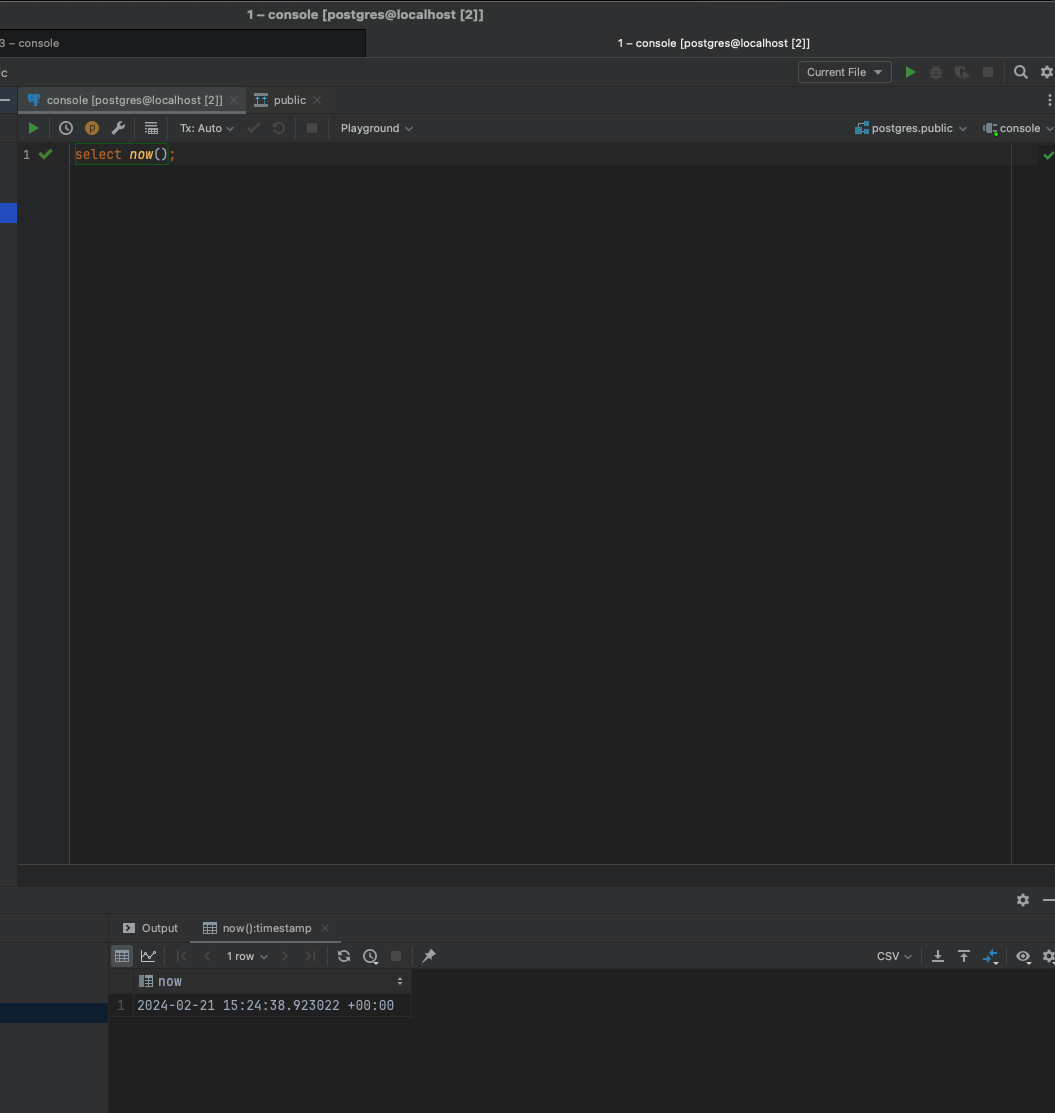 1 – console [postgres@localhost [2]]
3 – console
1 – console [postgres@localhost [2]]
c
Current File
console [postgres@localhost [2]]
public
p
Tx: Auto
Playground
postgres.public
console
1
select now();
Output
now():timestamp
1 row
CSV
now
1
2024-02-21 15:24:38.923022 +00:00